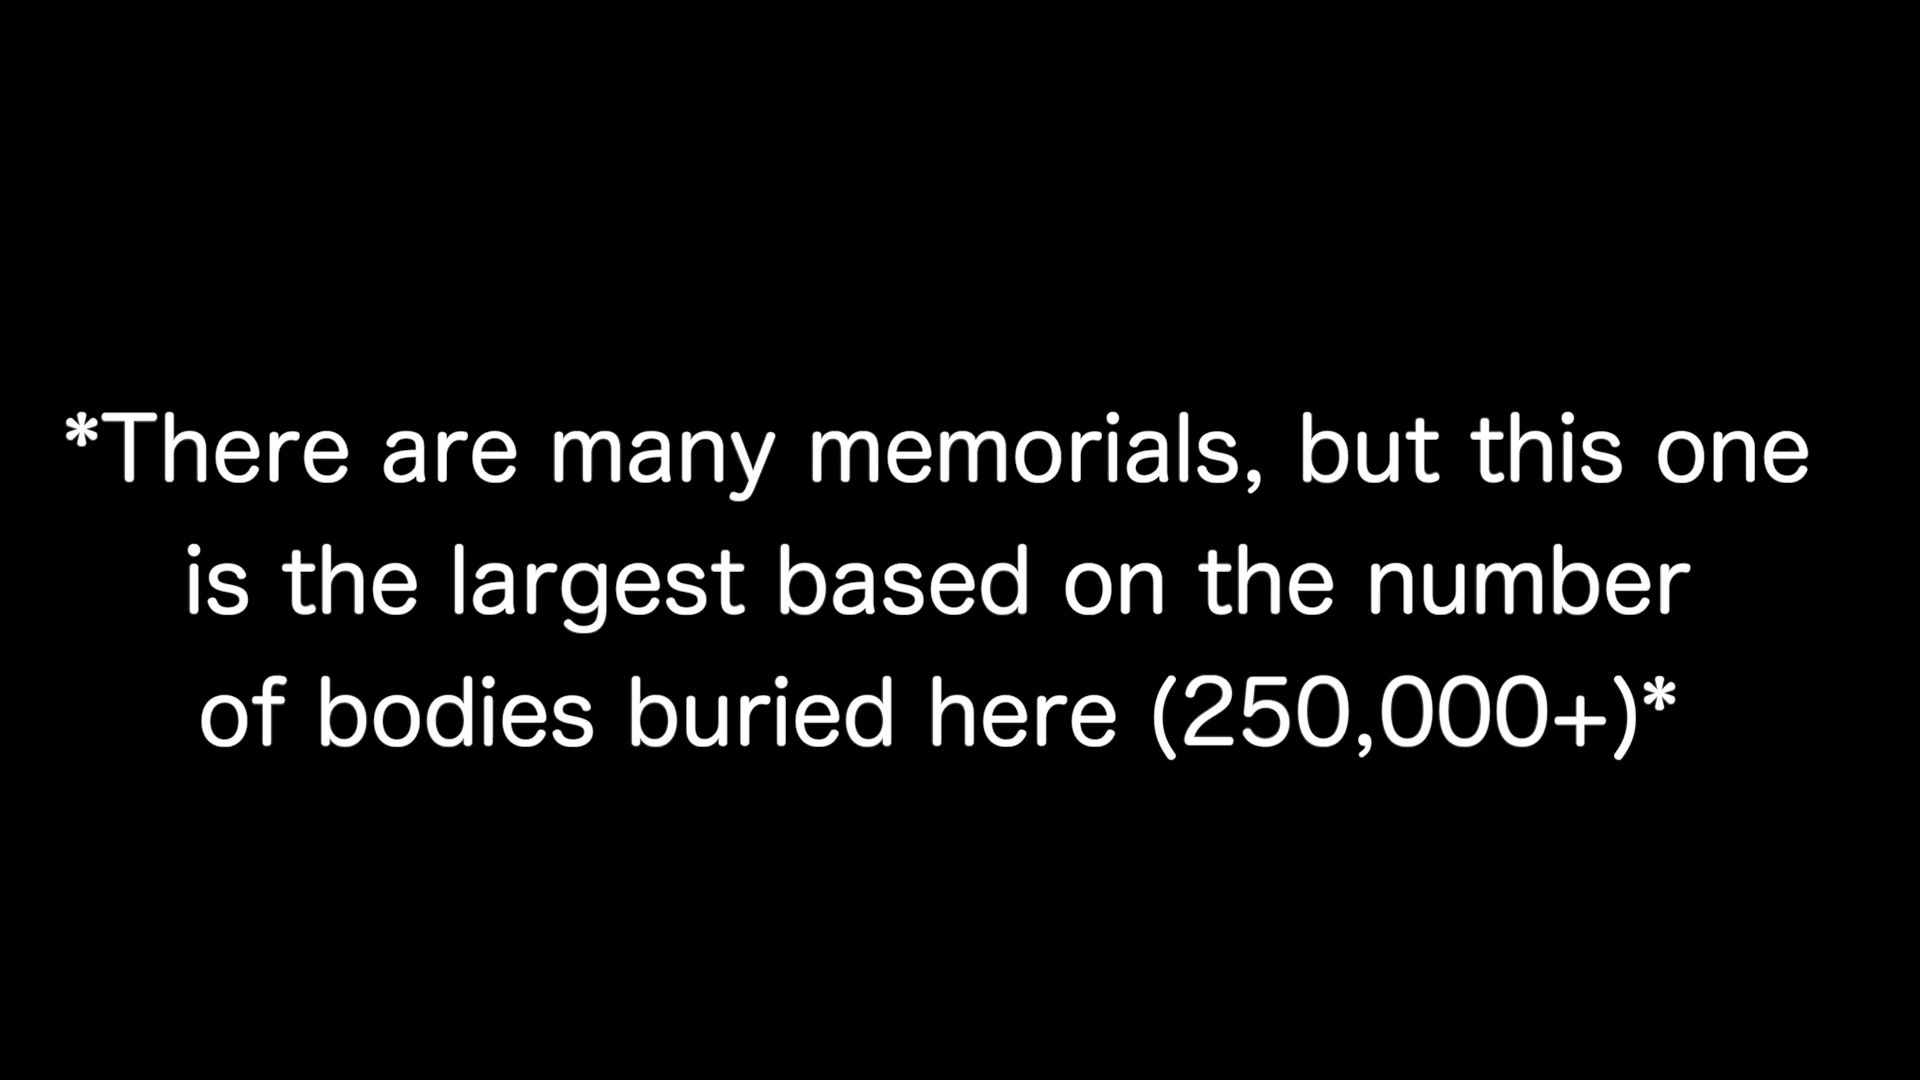 *There are many memorials, but this one
is the largest based on the number
of bodies buried here (250,000+)*